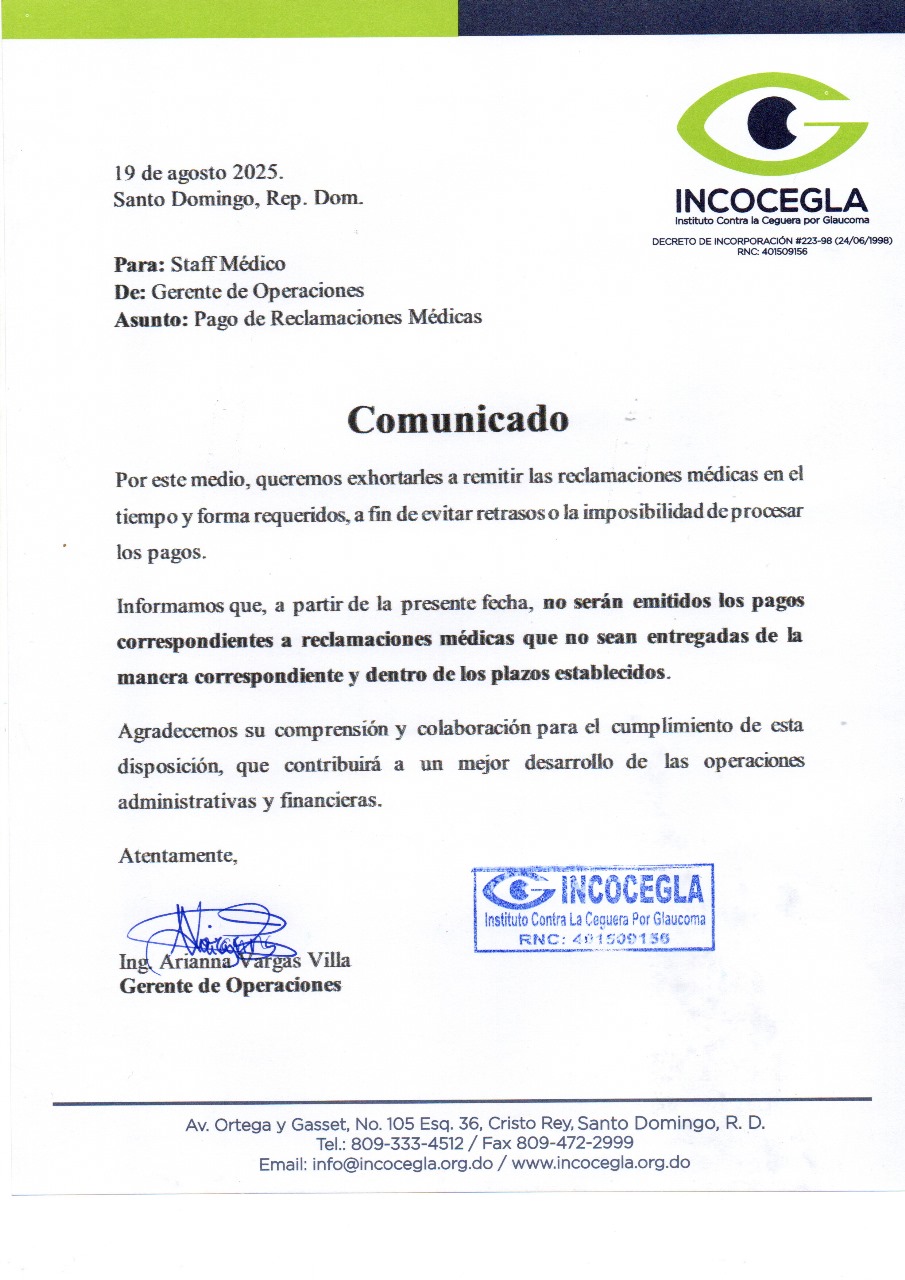 INCOCEGLA
Instituto Contra la Ceguera por Glaucoma
DECRETO DE INCORPORACIÓN #223-98 (24/06/1998)
RNC: 401509156
19 de agosto 2025.
Santo Domingo, Rep. Dom.
Para: Staff Médico
De: Gerente de Operaciones
Asunto: Pago de Reclamaciones Médicas
Comunicado
Por este medio, queremos exhortarles a remitir las reclamaciones médicas en el
tiempo y forma requeridos, a fin de evitar retrasos o la imposibilidad de procesar
los pagos.
Informamos que, a partir de la presente fecha, no serán emitidos los pagos
correspondientes a reclamaciones médicas que no sean entregadas de la
manera correspondiente y dentro de los plazos establecidos.
Agradecemos su comprensión y colaboración para el cumplimiento de esta
disposición, que contribuirá a un mejor desarrollo de las operaciones
administrativas y financieras.
Atentamente,
INCOCEGLA
Instituto Contra La Ceguera Por Glaucoma
RNC: 401509156
Ing. Arianna Vargas Villa
Gerente de Operaciones
Av. Ortega y Gasset, No. 105 Esq. 36, Cristo Rey, Santo Domingo, R. D.
Tel.: 809-333-4512 / Fax 809-472-2999
Email: info@incocegla.org.do / www.incocegla.org.do